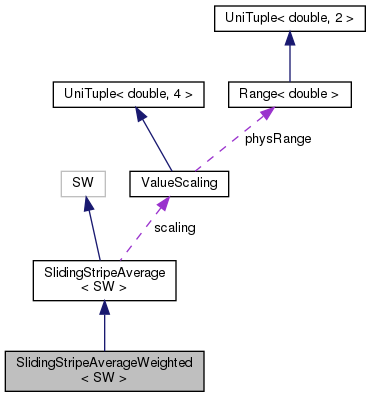 UniTuple< double, 2 >
UniTuple< double, 4 >
Range< double >
physRange
SW
ValueScaling
scaling
SlidingStripeAverage
< SW >
SlidingStripeAverageWeighted
< SW >